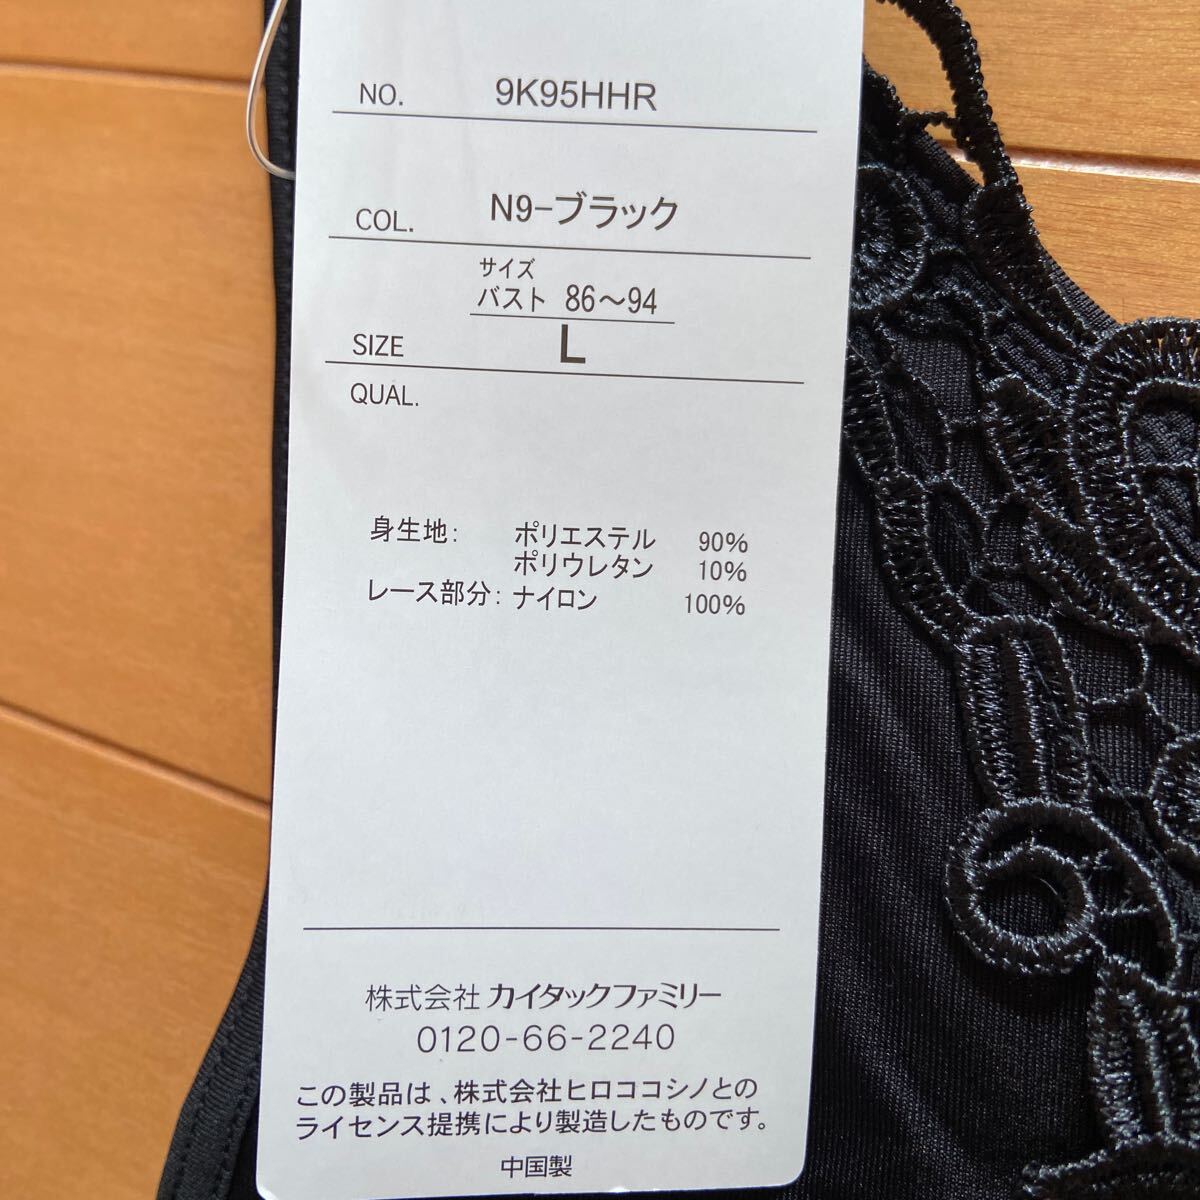 NO. 9K95HHR
COL. N9-ブラック
サイズ
バスト 86～94
SIZE L
QUAL.
身生地： ポリエステル 90%
ポリウレタン 10%
レース部分： ナイロン 100%
株式会社 カイタックファミリー
0120-66-2240
この製品は、株式会社ヒロココシノとの
ライセンス提携により製造したものです。
中国製